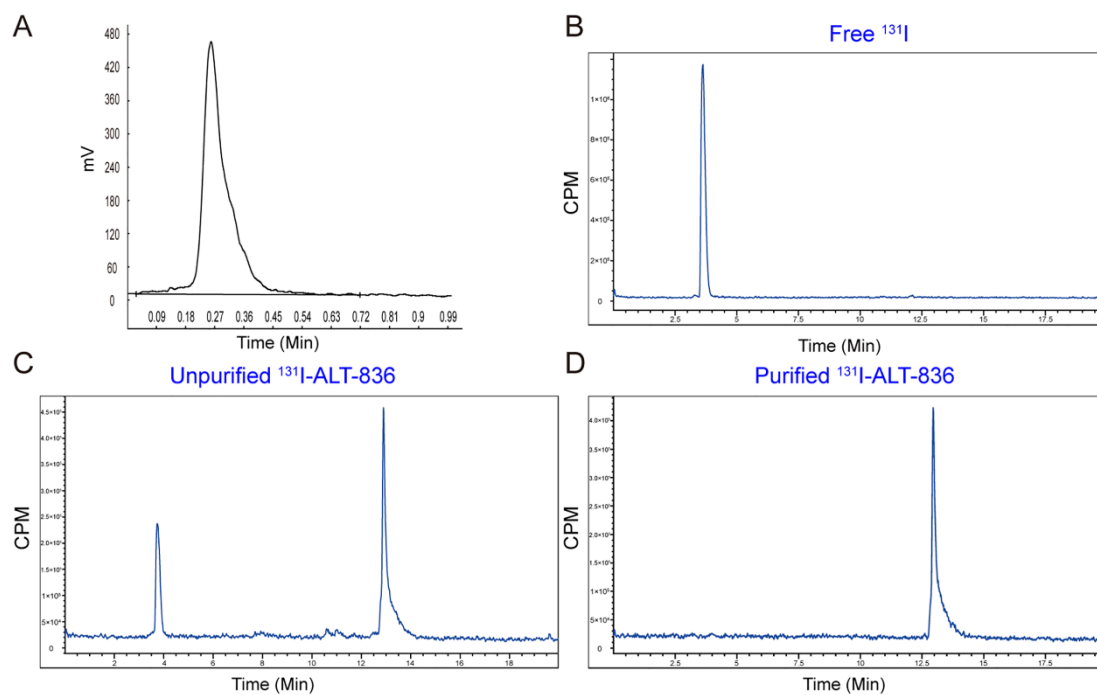 A
480
420
360
300
240
180
120
60
0
mV
0.09 0.18 0.27 0.36 0.45 0.54 0.63 0.72 0.81 0.9 0.99
Time (Min)
B
Free ¹³¹I
0
CPM
2.5 5 7.5 10 12.5 15 17.5
Time (Min)
C
Unpurified ¹³¹I-ALT-836
0
CPM
2 4 6 8 10 12 14 16 18
Time (Min)
D
Purified ¹³¹I-ALT-836
0
CPM
2.5 5 7.5 10 12.5 15 17.5
Time (Min)